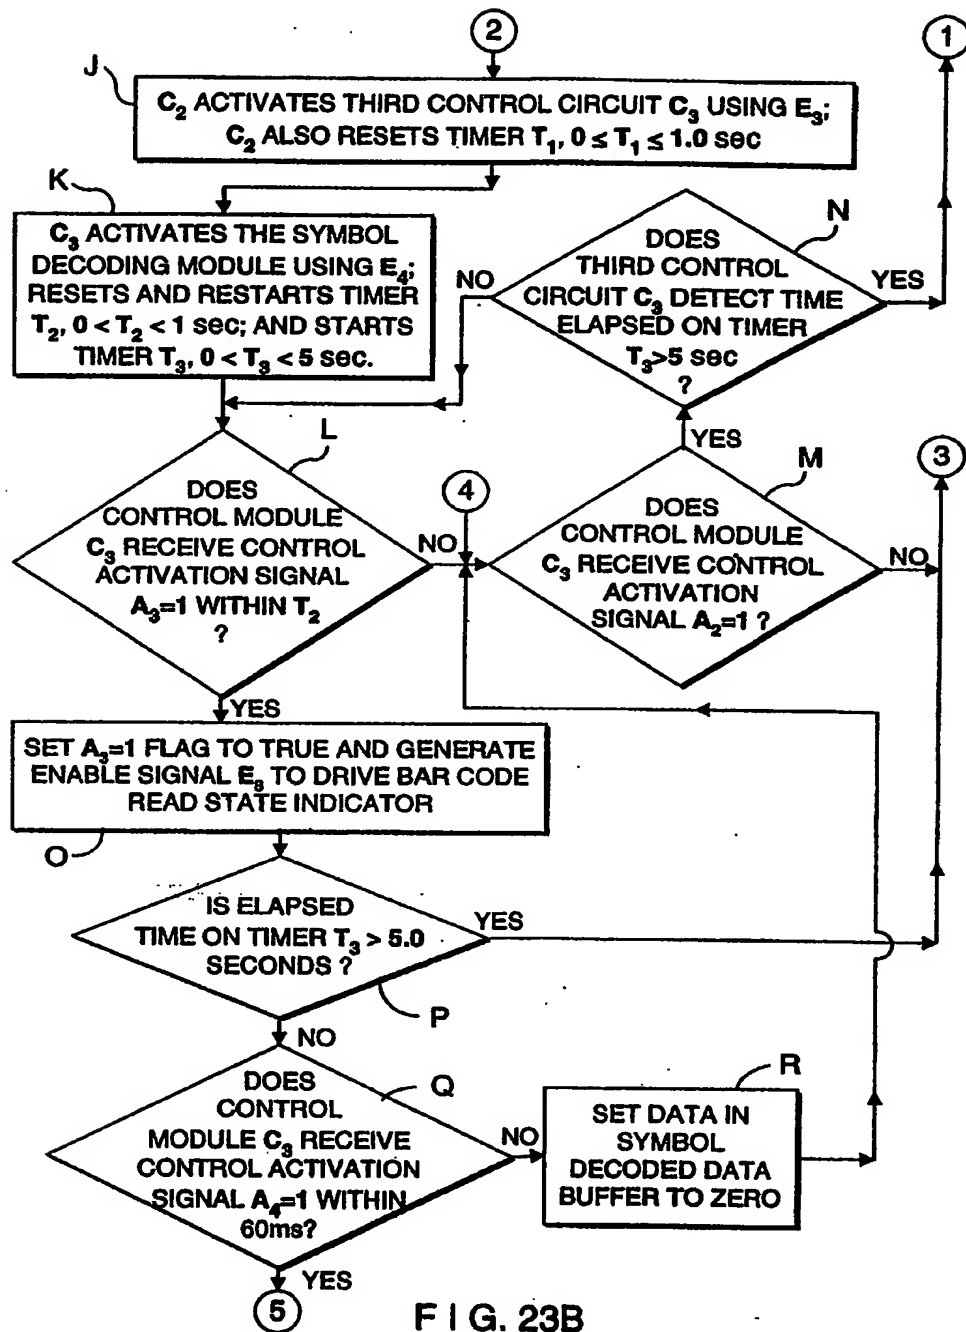 2
1
J
C₂ ACTIVATES THIRD CONTROL CIRCUIT C₃ USING E₃;
C₂ ALSO RESETS TIMER T₁, 0 ≤ T₁ ≤ 1.0 sec
K
C₃ ACTIVATES THE SYMBOL
DECODING MODULE USING E₄;
RESETS AND RESTARTS TIMER
T₂, 0 < T₂ < 1 sec; AND STARTS
TIMER T₃, 0 < T₃ < 5 sec.
N
DOES
THIRD CONTROL
CIRCUIT C₃ DETECT TIME
ELAPSED ON TIMER
T₃>5 sec
?
NO
YES
L
DOES
CONTROL MODULE
C₃ RECEIVE CONTROL
ACTIVATION SIGNAL
A₃=1 WITHIN T₂
?
NO
YES
4
M
DOES
CONTROL MODULE
C₃ RECEIVE CONTROL
ACTIVATION
SIGNAL A₂=1 ?
YES
NO
3
SET A₃=1 FLAG TO TRUE AND GENERATE
ENABLE SIGNAL E₈ TO DRIVE BAR CODE
READ STATE INDICATOR
O
IS ELAPSED
TIME ON TIMER T₃ > 5.0
SECONDS ?
YES
P
NO
DOES
CONTROL
MODULE C₃ RECEIVE
CONTROL ACTIVATION
SIGNAL A₄=1 WITHIN
60ms?
Q
NO
R
SET DATA IN
SYMBOL
DECODED DATA
BUFFER TO ZERO
YES
5
FIG. 23B